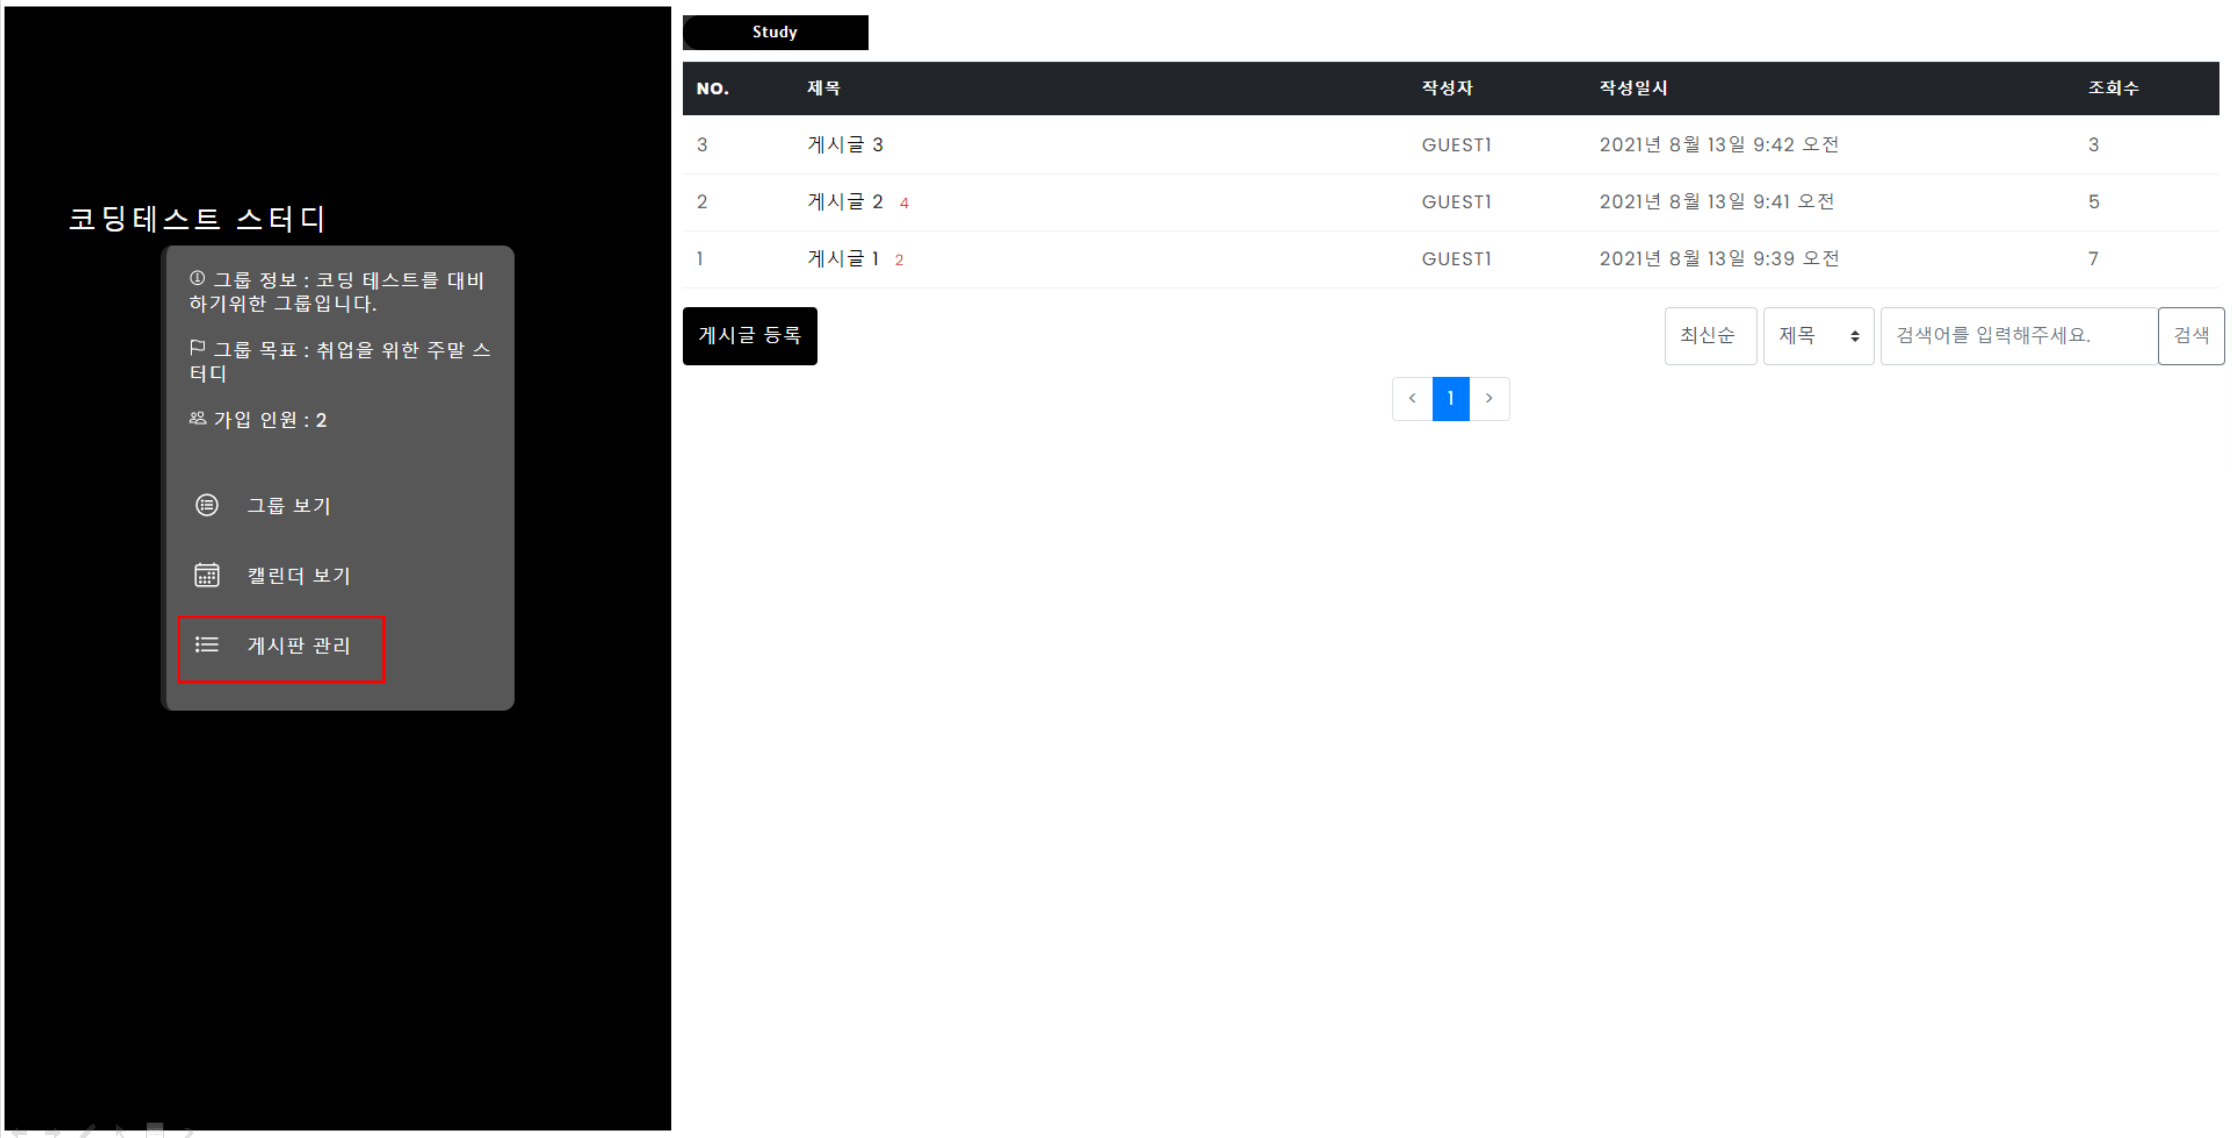 코딩테스트 스터디
그룹 정보 : 코딩 테스트를 대비
하기위한 그룹입니다.
그룹 목표 : 취업을 위한 주말 스
터디
가입 인원 : 2
그룹 보기
캘린더 보기
게시판 관리
Study
NO. 제목 작성자 작성일시 조회수
3 게시글 3 GUEST1 2021년 8월 13일 9:42 오전 3
2 게시글 2 4 GUEST1 2021년 8월 13일 9:41 오전 5
1 게시글 1 2 GUEST1 2021년 8월 13일 9:39 오전 7
게시글 등록 최신순 제목 검색어를 입력해주세요. 검색
< 1 >